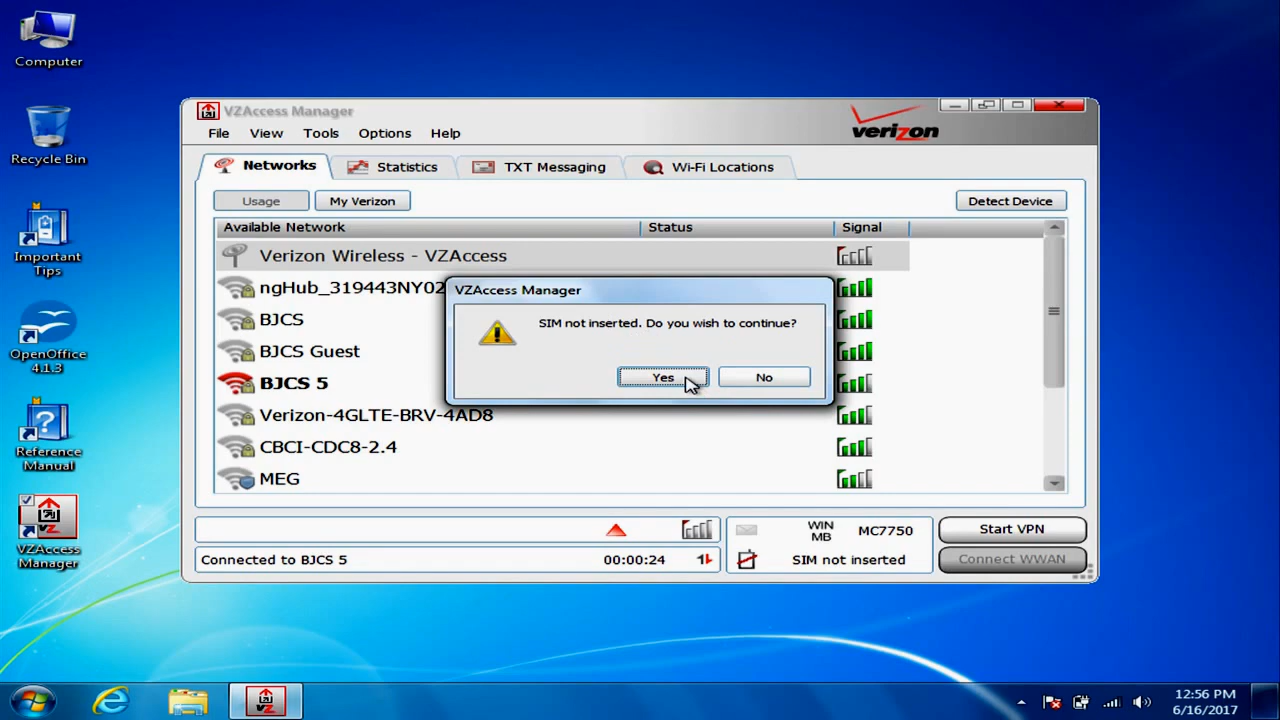 Computer
Recycle Bin
Important
Tips
OpenOffice
4.1.3
Reference
Manual
VZAccess
Manager
VZAccess Manager
verizon
File View Tools Options Help
Networks Statistics TXT Messaging Wi-Fi Locations
Usage My Verizon Detect Device
Available Network Status Signal
Verizon Wireless - VZAccess
ngHub_319443NY02
BJCS
BJCS Guest
BJCS 5
Verizon-4GLTE-BRV-4AD8
CBCI-CDC8-2.4
MEG
VZAccess Manager
SIM not inserted. Do you wish to continue?
Yes No
WIN
MB
MC7750
Start VPN
Connected to BJCS 5 00:00:24
SIM not inserted
Connect WWAN
12:56 PM
6/16/2017